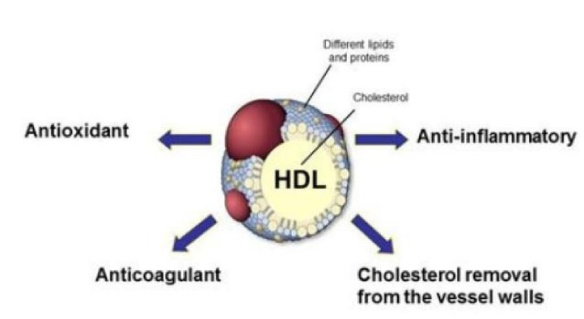 Different lipids
and proteins
Cholesterol
Antioxidant
Anti-inflammatory
HDL
Anticoagulant
Cholesterol removal
from the vessel walls